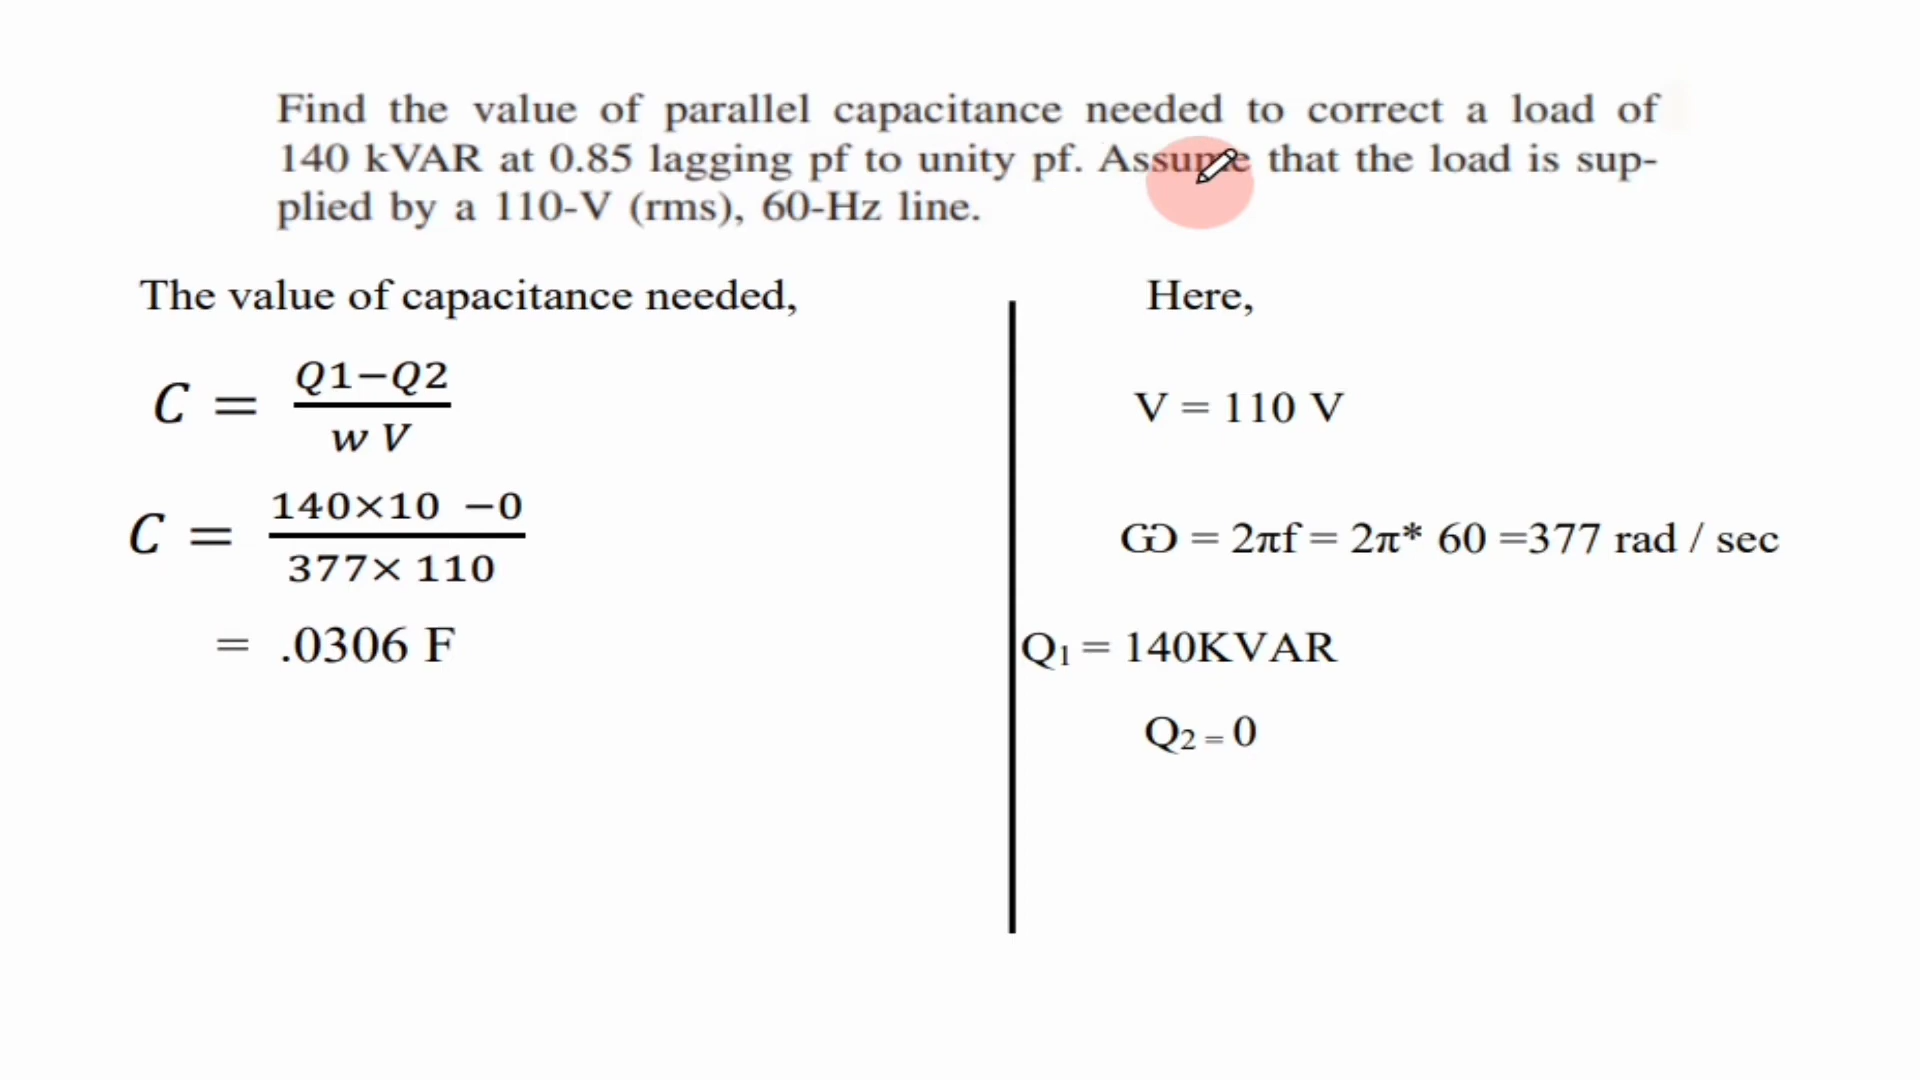 Find the value of parallel capacitance needed to correct a load of
140 kVAR at 0.85 lagging pf to unity pf. Assume that the load is sup-
plied by a 110-V (rms), 60-Hz line.
The value of capacitance needed,
C = Q1−Q2 / w V
C = 140×10 −0 / 377× 110
= .0306 F
Here,
V = 110 V
Ꞷ = 2πf = 2π* 60 =377 rad / sec
Q₁ = 140KVAR
Q₂ = 0